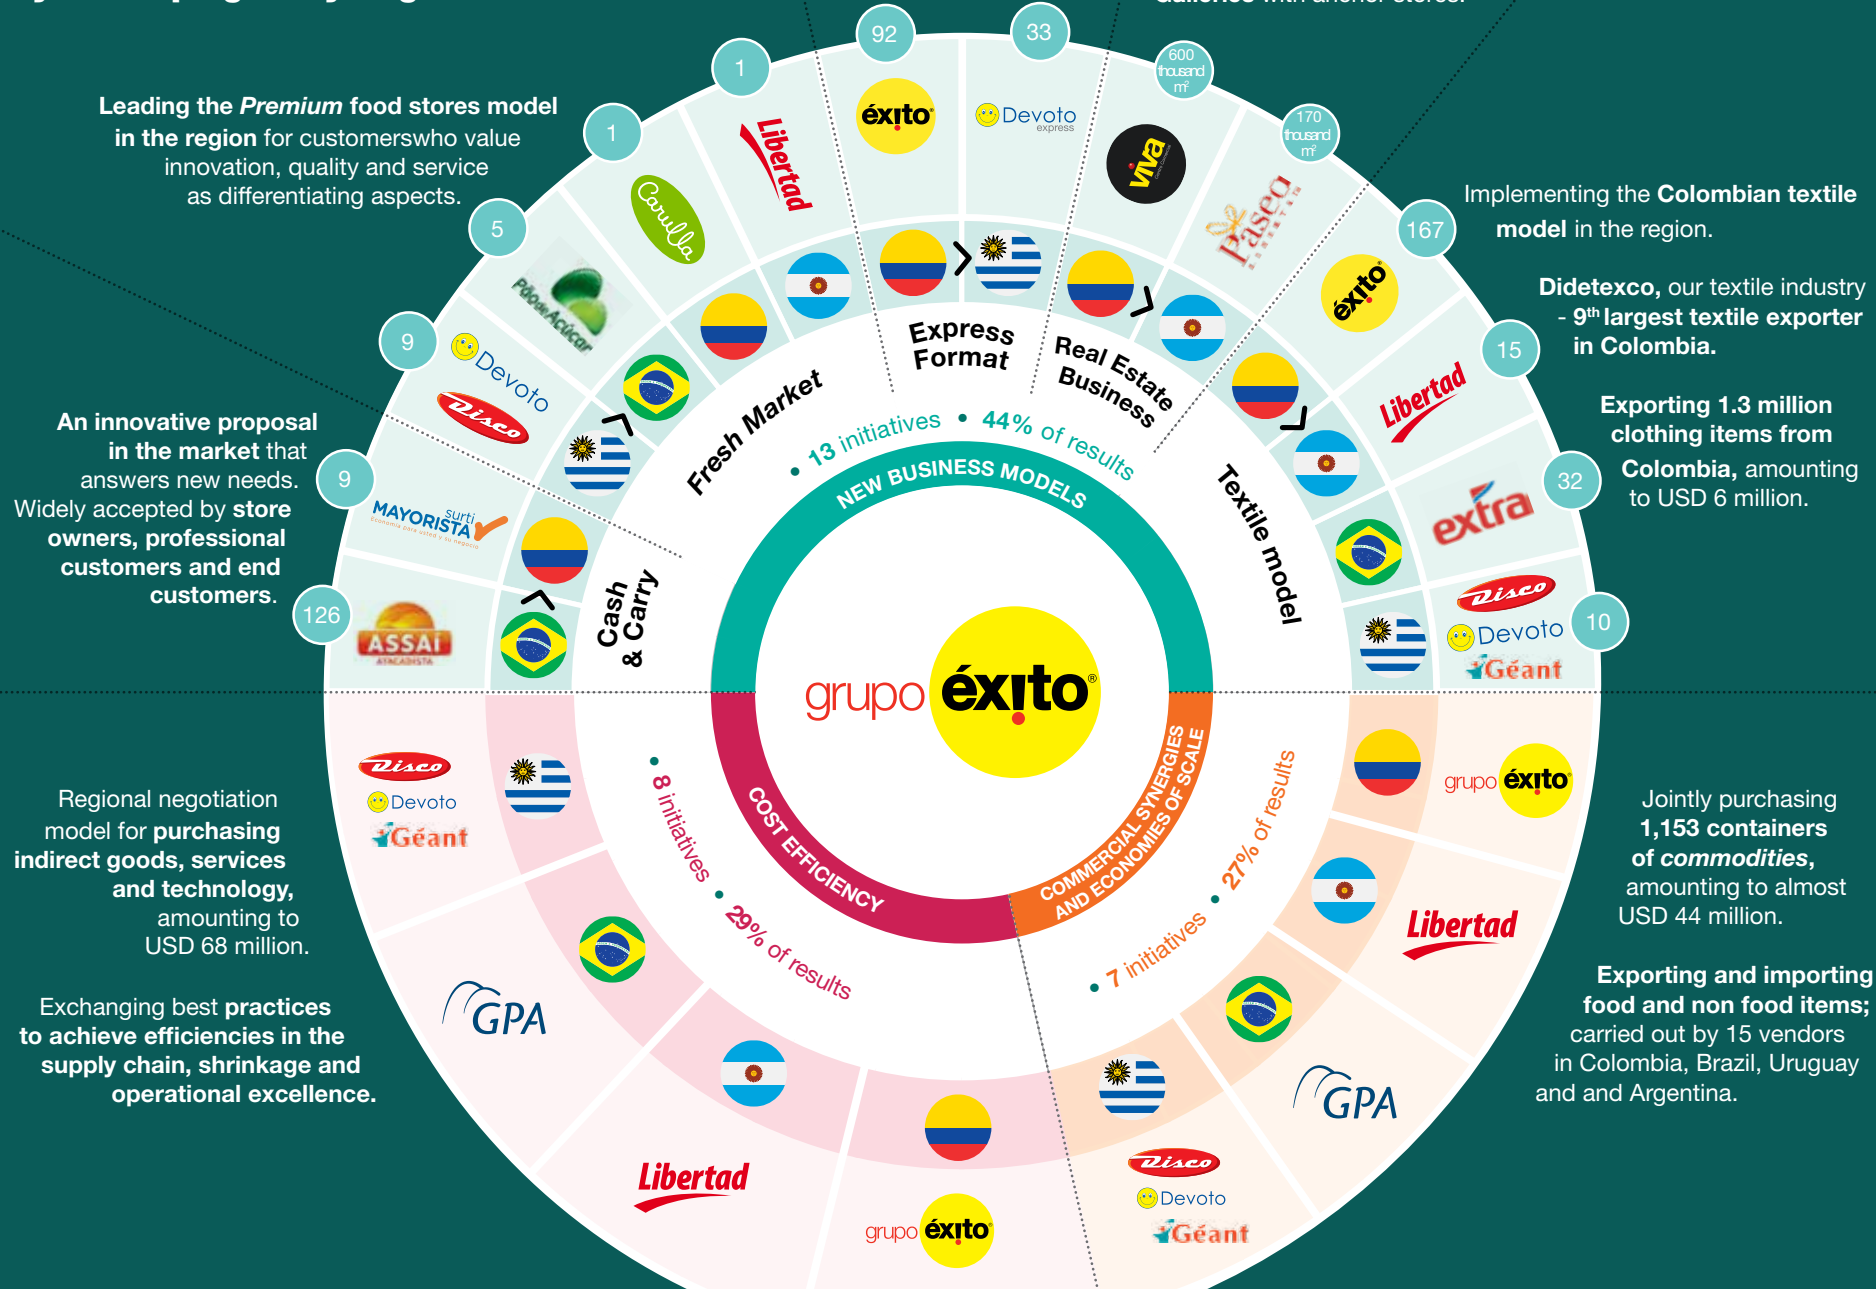 Leading the Premium food stores model
in the region for customerswho value
innovation, quality and service
as differentiating aspects.
An innovative proposal
in the market that
answers new needs.
Widely accepted by store
owners, professional
customers and end
customers.
Regional negotiation
model for purchasing
indirect goods, services
and technology,
amounting to
USD 68 million.
Exchanging best practices
to achieve efficiencies in the
supply chain, shrinkage and
operational excellence.
126
ASSAÍ
ATACADISTA
9
surti
MAYORISTA
Economía para usted y su negocio
9
Devoto
Disco
5
Pão de Açúcar
1
Carulla
1
Libertad
92
éxito
33
Devoto
express
600
thousand
m²
viva
170
thousand
m²
Paseo
167
éxito
15
Libertad
32
extra
10
Disco
Devoto
Géant
Cash
& Carry
Fresh Market
Express
Format
Real Estate
Business
Textile model
• 13 initiatives • 44% of results
NEW BUSINESS MODELS
grupo éxito®
COST EFFICIENCY
• 8 initiatives • 29% of results
COMMERCIAL SYNERGIES
AND ECONOMIES OF SCALE
• 7 initiatives • 27% of results
Disco
Devoto
Géant
GPA
Libertad
grupo éxito
Disco
Devoto
Géant
GPA
Libertad
grupo éxito
Implementing the Colombian textile
model in the region.
Didetexco, our textile industry
- 9th largest textile exporter
in Colombia.
Exporting 1.3 million
clothing items from
Colombia, amounting
to USD 6 million.
Jointly purchasing
1,153 containers
of commodities,
amounting to almost
USD 44 million.
Exporting and importing
food and non food items;
carried out by 15 vendors
in Colombia, Brazil, Uruguay
and and Argentina.